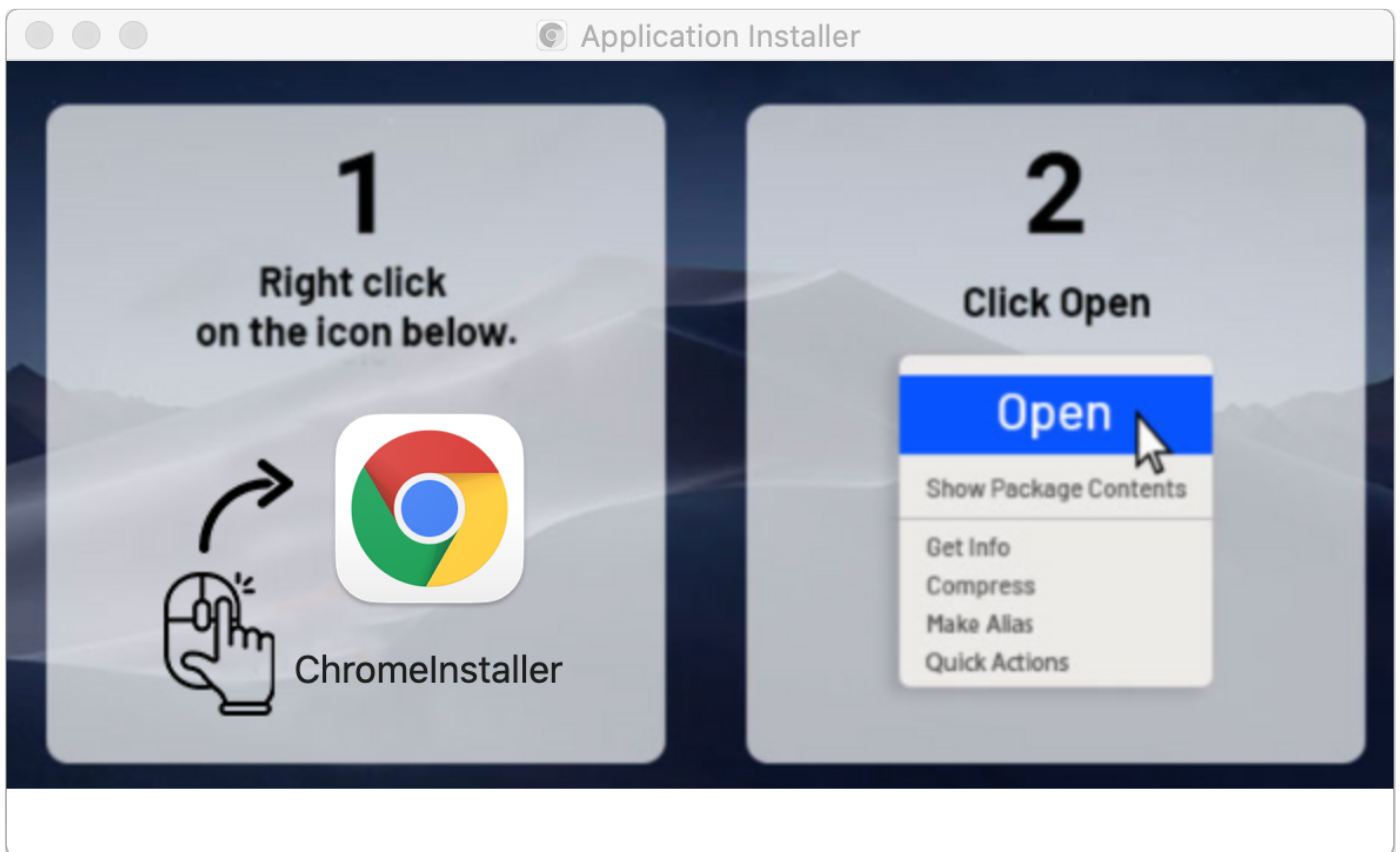 Application Installer
1
Right click
on the icon below.
ChromeInstaller
2
Click Open
Open
Show Package Contents
Get Info
Compress
Make Alias
Quick Actions